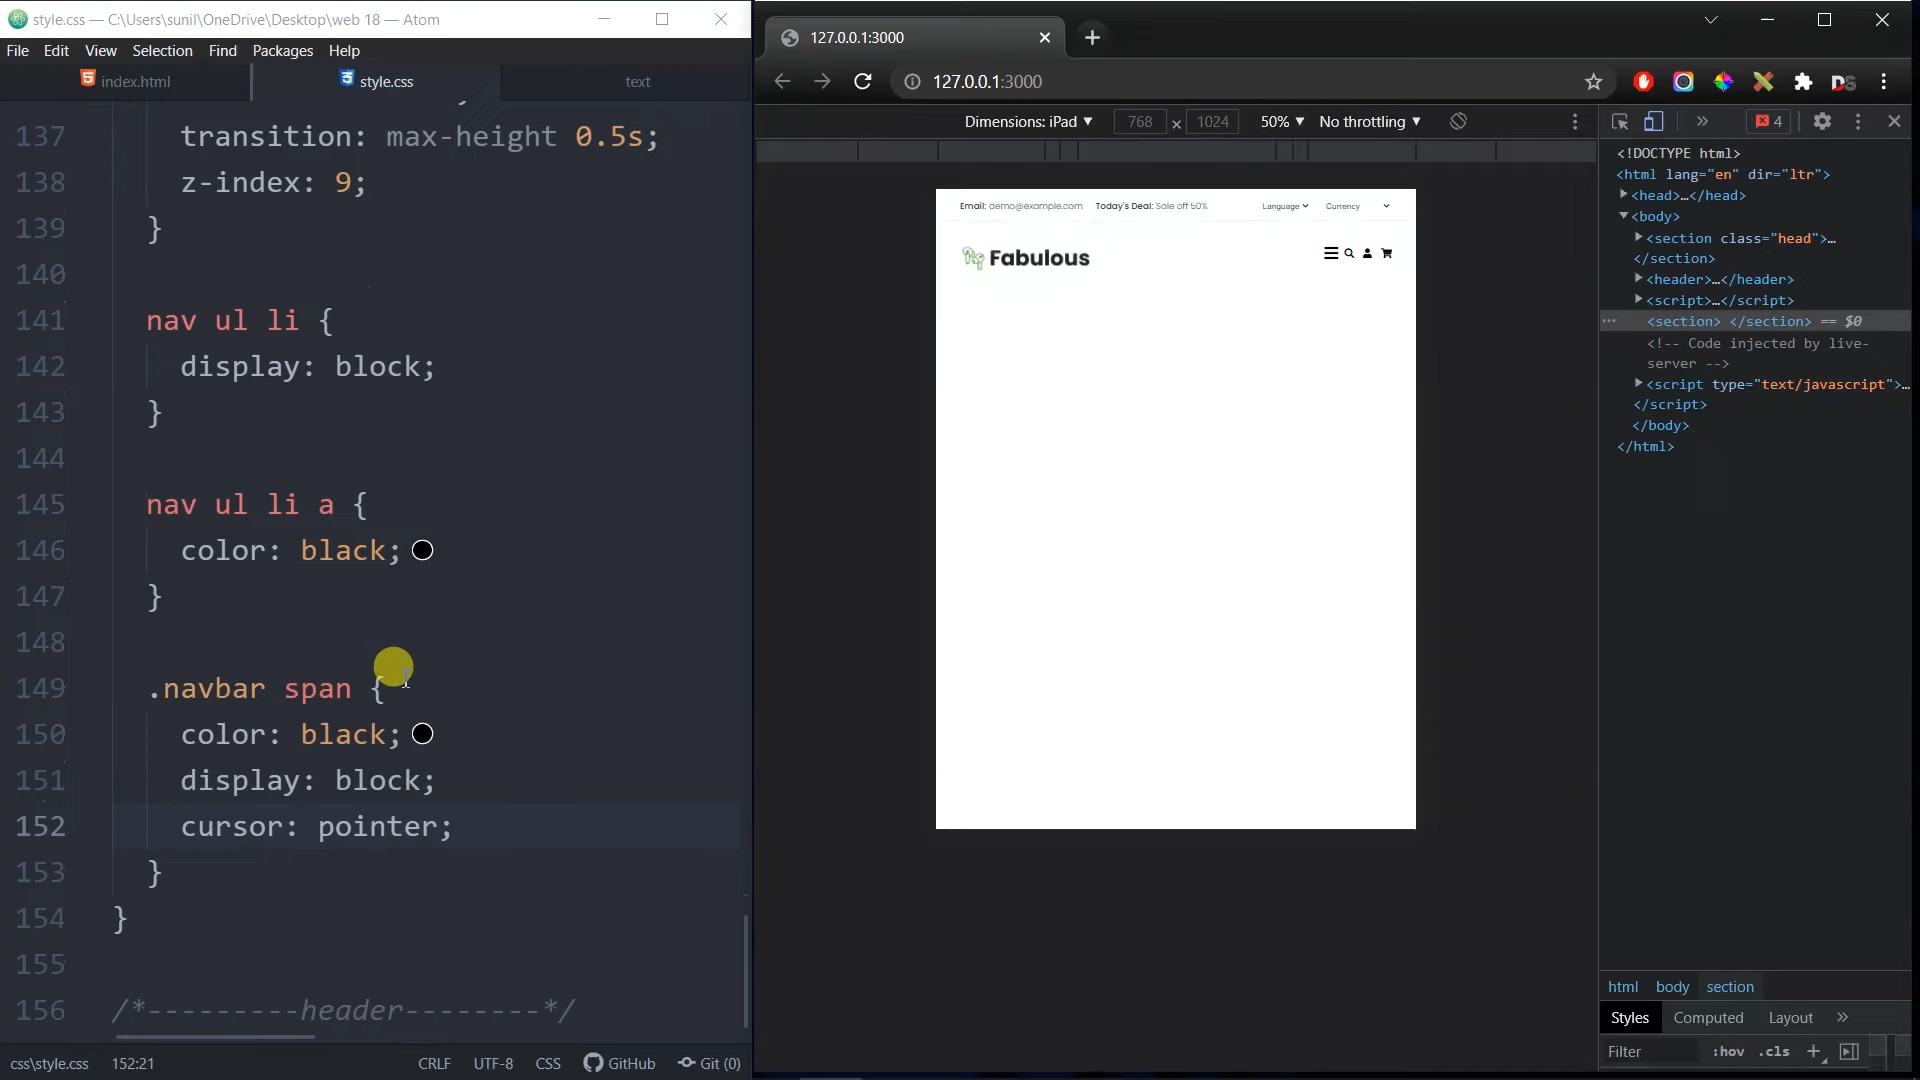 style.css — C:\Users\sunil\OneDrive\Desktop\web 18 — Atom
File Edit View Selection Find Packages Help
index.html style.css text
137 transition: max-height 0.5s;
138 z-index: 9;
139 }
140
141 nav ul li {
142 display: block;
143 }
144
145 nav ul li a {
146 color: black;
147 }
148
149 .navbar span {
150 color: black;
151 display: block;
152 cursor: pointer;
153 }
154 }
155
156 /*---------header--------*/
css\style.css 152:21 CRLF UTF-8 CSS GitHub Git (0)
127.0.0.1:3000
127.0.0.1:3000
Dimensions: iPad 768 × 1024 50% No throttling
4
Email: demo@example.com Today's Deal: Sale off 50% Language Currency
Fabulous
<!DOCTYPE html>
<html lang="en" dir="ltr">
<head>…</head>
<body>
<section class="head">…
</section>
<header>…</header>
<script>…</script>
<section> </section> == $0
<!-- Code injected by live-
server -->
<script type="text/javascript">…
</script>
</body>
</html>
html body section
Styles Computed Layout
Filter :hov .cls